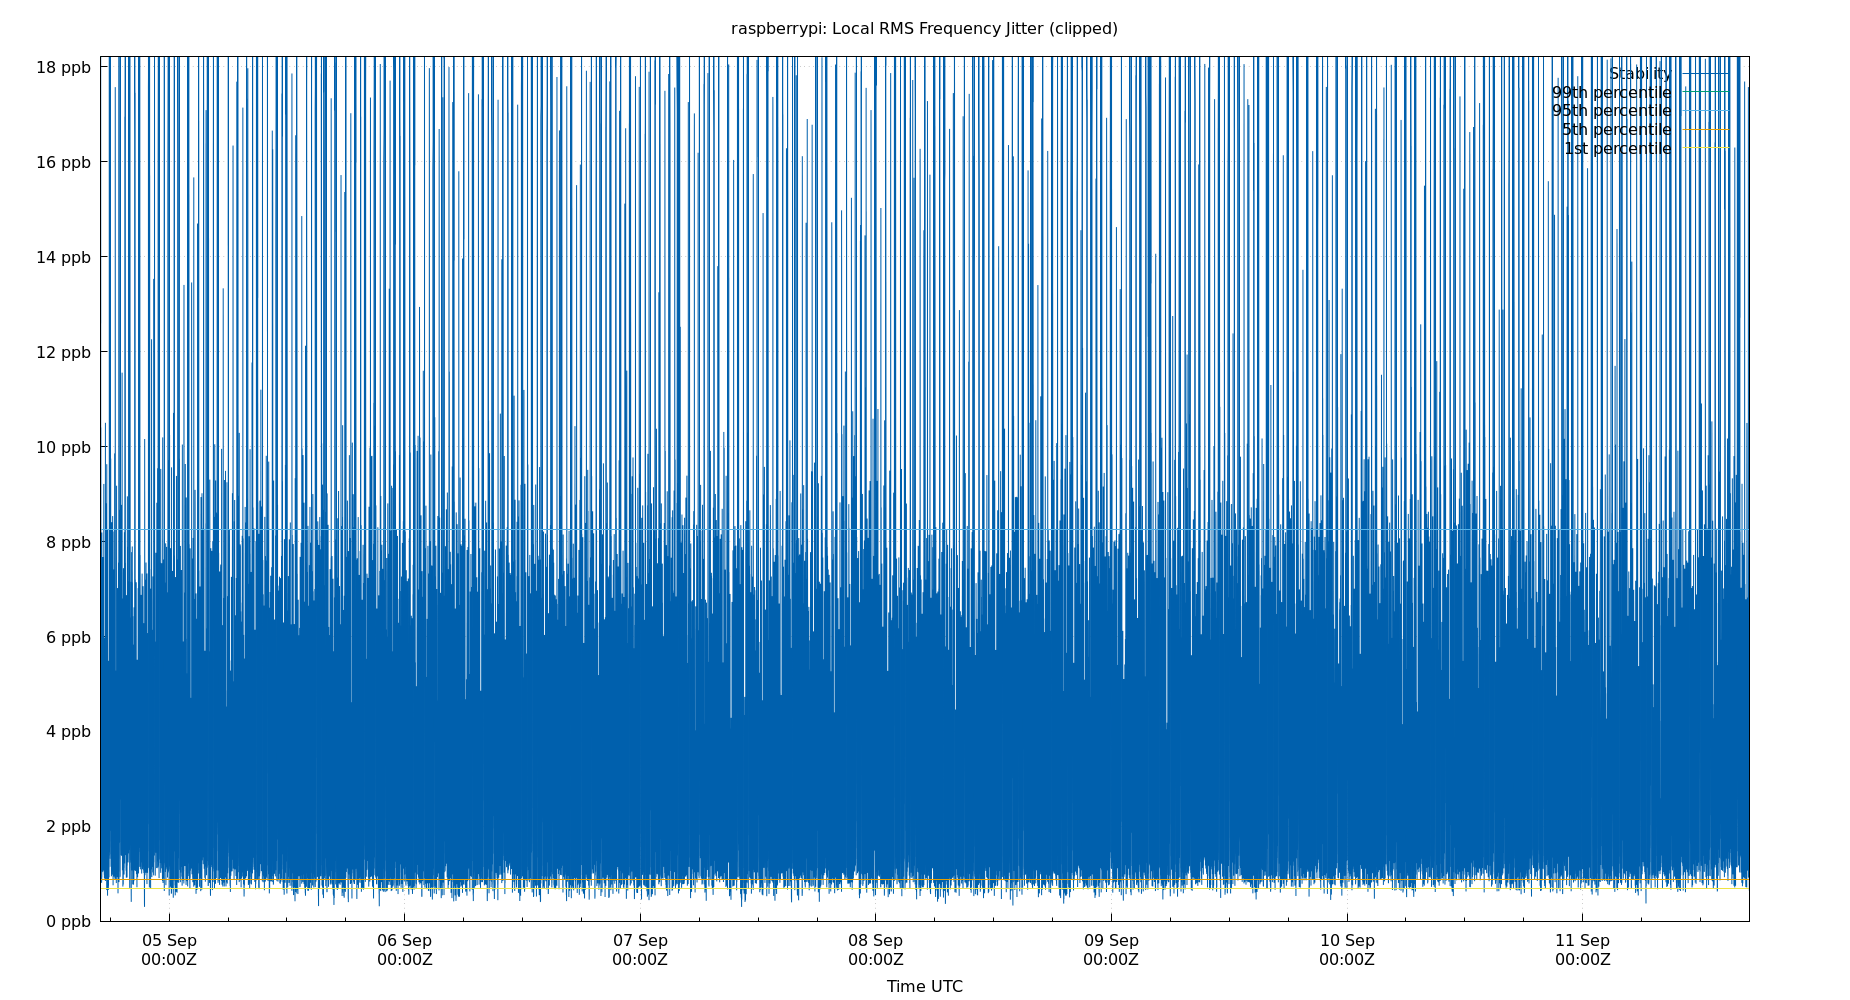 raspberrypi: Local RMS Frequency Jitter (clipped)
18 ppb
16 ppb
14 ppb
12 ppb
10 ppb
8 ppb
6 ppb
4 ppb
2 ppb
0 ppb
Stability
99th percentile
95th percentile
5th percentile
1st percentile
05 Sep 06 Sep 07 Sep 08 Sep 09 Sep 10 Sep 11 Sep
00:00Z 00:00Z 00:00Z 00:00Z 00:00Z 00:00Z 00:00Z
Time UTC